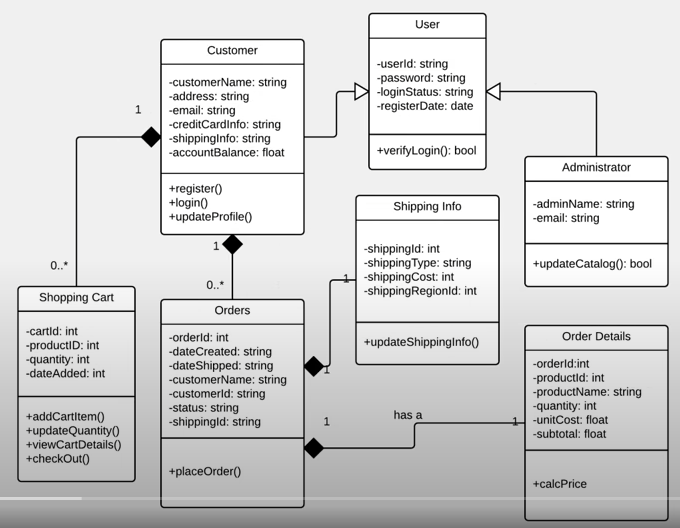 User
-userId: string
-password: string
-loginStatus: string
-registerDate: date
+verifyLogin(): bool
Customer
-customerName: string
-address: string
-email: string
-creditCardInfo: string
-shippingInfo: string
-accountBalance: float
+register()
+login()
+updateProfile()
1
0..*
1
0..*
Administrator
-adminName: string
-email: string
+updateCatalog(): bool
Shipping Info
-shippingId: int
-shippingType: string
-shippingCost: int
-shippingRegionId: int
+updateShippingInfo()
1
1
Shopping Cart
-cartId: int
-productID: int
-quantity: int
-dateAdded: int
+addCartItem()
+updateQuantity()
+viewCartDetails()
+checkOut()
Orders
-orderId: int
-dateCreated: string
-dateShipped: string
-customerName: string
-customerId: string
-status: string
-shippingId: string
+placeOrder()
1
has a
1
Order Details
-orderId:int
-productId: int
-productName: string
-quantity: int
-unitCost: float
-subtotal: float
+calcPrice